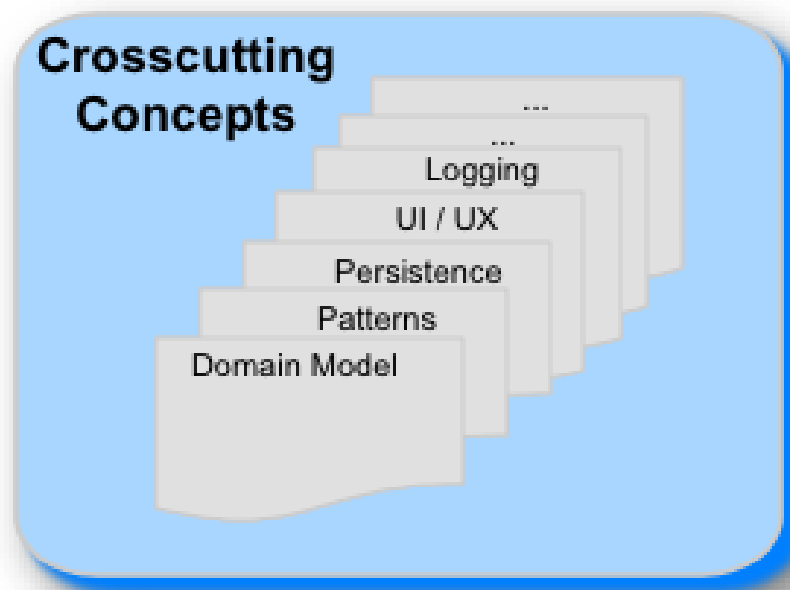 Crosscutting
Concepts
...
...
Logging
UI / UX
Persistence
Patterns
Domain Model